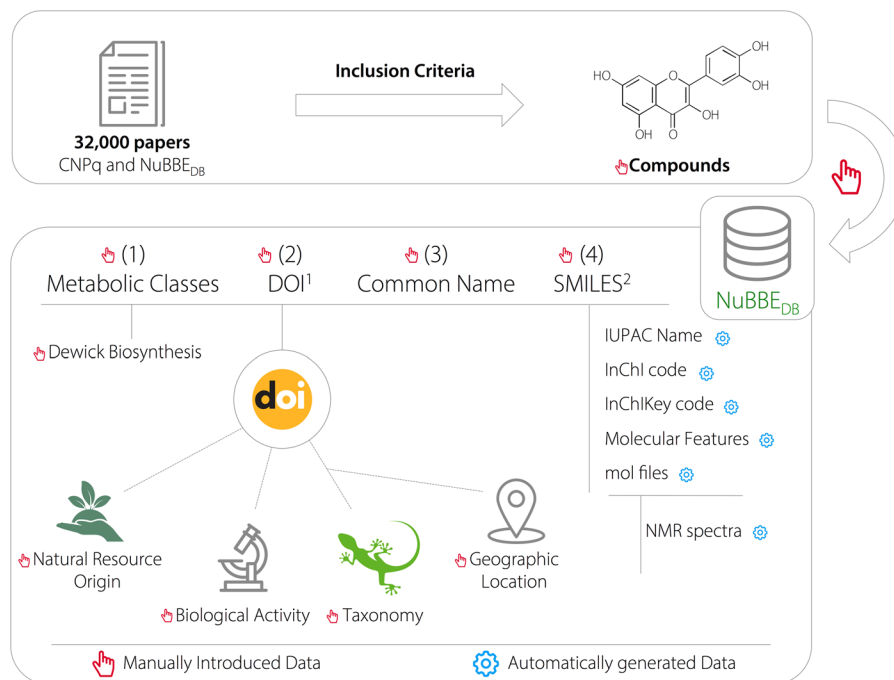 Inclusion Criteria
32,000 papers
CNPq and NuBBE_DB
HO
O
OH
OH
OH
OH
O
Compounds
NuBBE_DB
(1)
Metabolic Classes
(2)
DOI¹
(3)
Common Name
(4)
SMILES²
Dewick Biosynthesis
doi
IUPAC Name
InChI code
InChIKey code
Molecular Features
mol files
NMR spectra
Natural Resource
Origin
Biological Activity
Taxonomy
Geographic
Location
Manually Introduced Data
Automatically generated Data